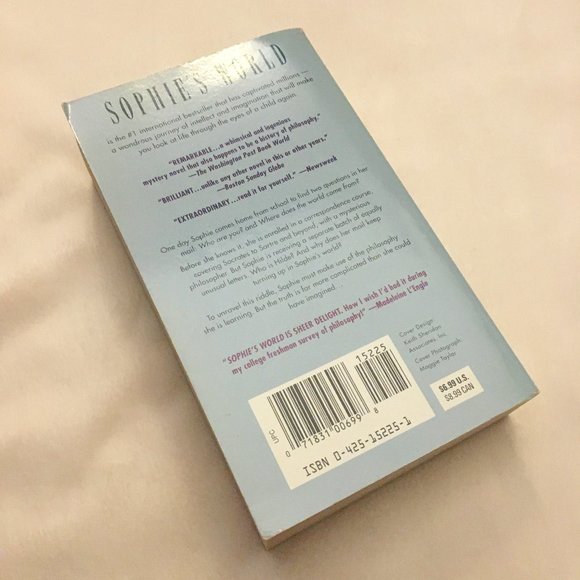 SOPHIE'S WORLD
is the #1 international bestseller that has captivated millions—
a wondrous journey of intellect and imagination that will make
you look at life through the eyes of a child again.
"REMARKABLE...a whimsical and ingenious
mystery novel that also happens to be a history of philosophy."
—The Washington Post Book World
"BRILLIANT...unlike any other novel in this or other years."
—Boston Sunday Globe
"EXTRAORDINARY...read it for yourself." —Newsweek
One day Sophie comes home from school to find two questions in her
mail: Who are you? and Where does the world come from?
Before she knows it, she is enrolled in a correspondence course,
covering Socrates to Sartre and beyond, with a mysterious
philosopher. But Sophie is receiving a separate batch of equally
unusual letters. Who is Hilde? And why does her mail keep
turning up in Sophie's world?
To unravel this riddle, Sophie must make use of the philosophy
she is learning. But the truth is far more complicated than she could
have imagined...
"SOPHIE'S WORLD IS SHEER DELIGHT. How I wish I'd had it during
my college freshman survey of philosophy!" —Madeleine L'Engle
Cover Design
Keith Sheridan
Associates, Inc.
Cover Photograph:
Maggie Taylor
$6.99 U.S.
$8.99 CAN
15225
UPC
0 71831 00699 8
ISBN 0-425-15225-1